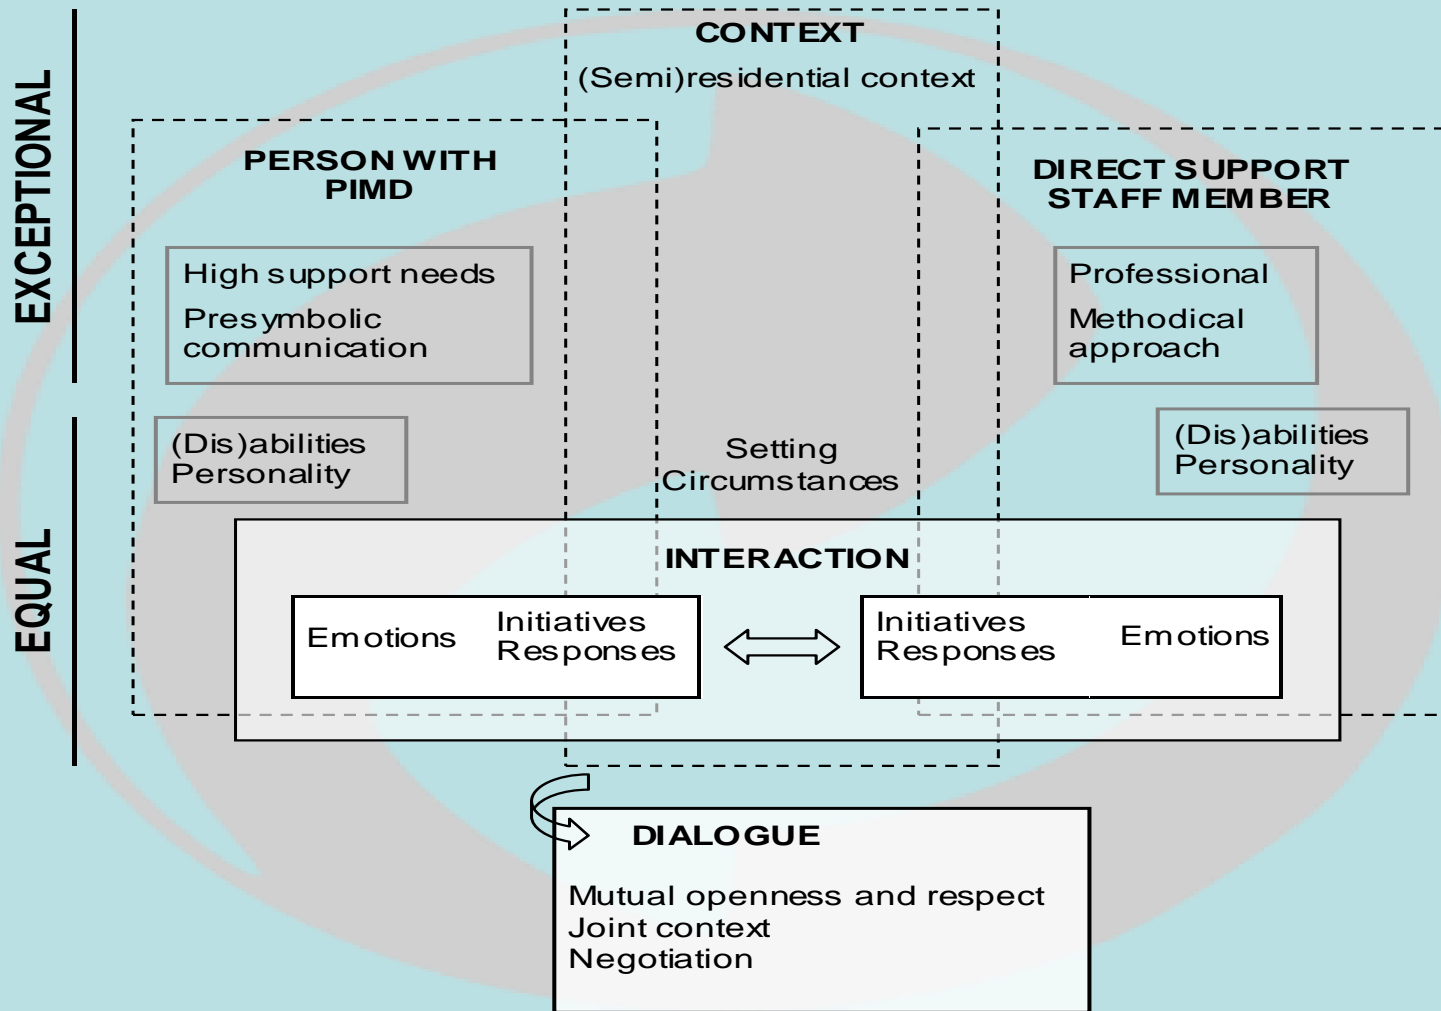 EXCEPTIONAL
EQUAL
CONTEXT
(Semi)residential context
PERSON WITH
PIMD
High support needs
Presymbolic
communication
(Dis)abilities
Personality
DIRECT SUPPORT
STAFF MEMBER
Professional
Methodical
approach
(Dis)abilities
Personality
Setting
Circumstances
INTERACTION
Emotions
Initiatives
Responses
Initiatives
Responses
Emotions
DIALOGUE
Mutual openness and respect
Joint context
Negotiation